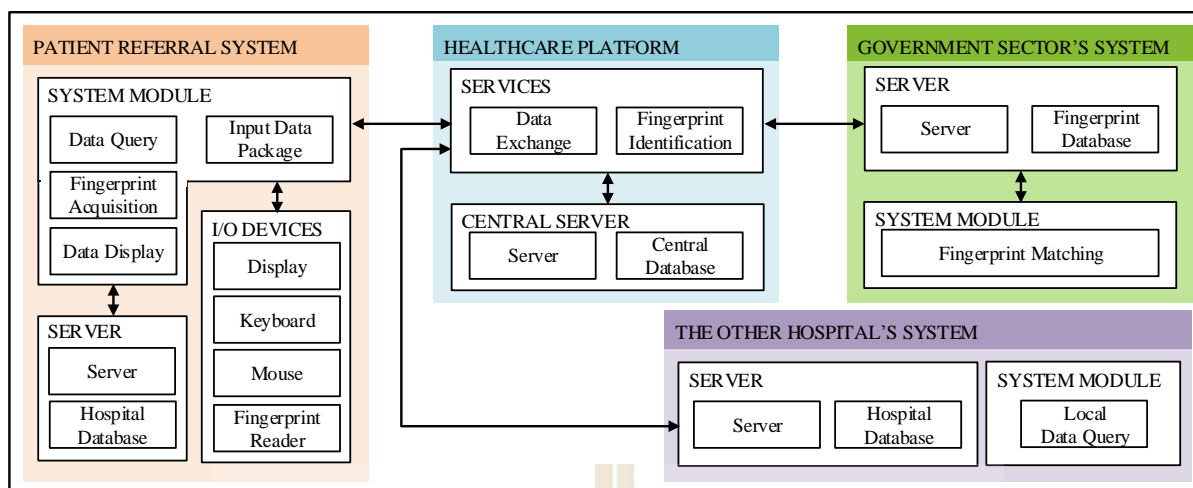 PATIENT REFERRAL SYSTEM
SYSTEM MODULE
Data Query
Input Data
Package
Fingerprint
Acquisition
Data Display
I/O DEVICES
Display
Keyboard
Mouse
Fingerprint
Reader
SERVER
Server
Hospital
Database
HEALTHCARE PLATFORM
SERVICES
Data
Exchange
Fingerprint
Identification
CENTRAL SERVER
Server
Central
Database
GOVERNMENT SECTOR'S SYSTEM
SERVER
Server
Fingerprint
Database
SYSTEM MODULE
Fingerprint Matching
THE OTHER HOSPITAL'S SYSTEM
SERVER
Server
Hospital
Database
SYSTEM MODULE
Local
Data Query